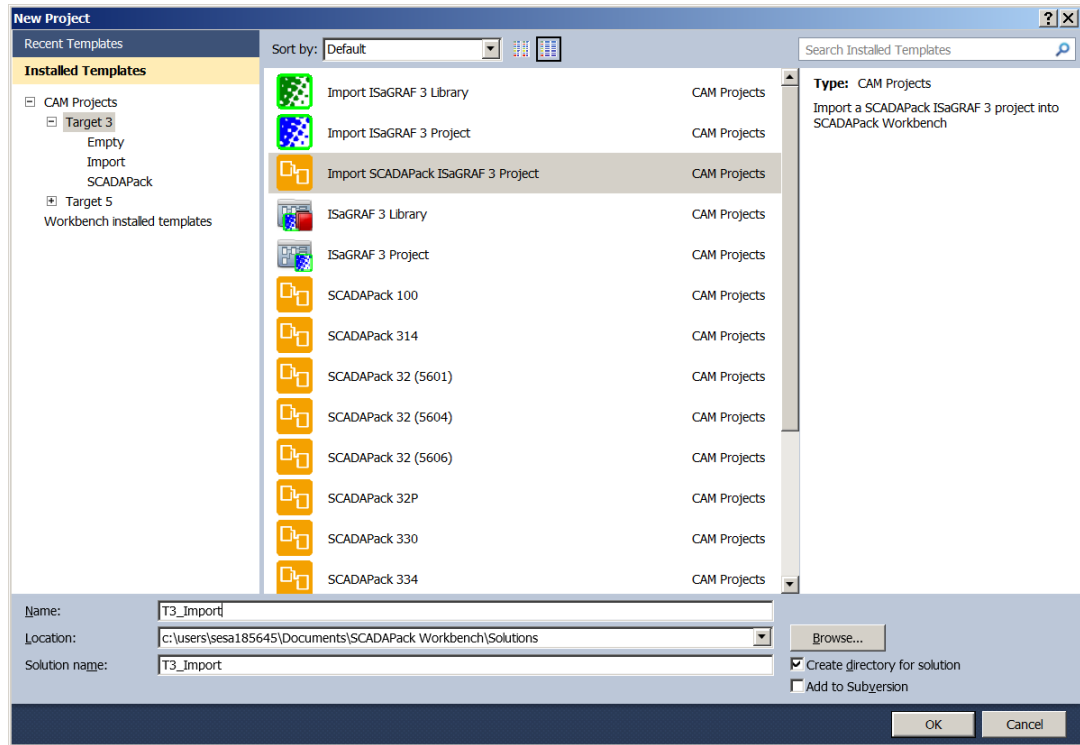 New Project
Recent Templates
Installed Templates
CAM Projects
Target 3
Empty
Import
SCADAPack
Target 5
Workbench installed templates
Sort by: Default
Search Installed Templates
Import ISaGRAF 3 Library CAM Projects
Import ISaGRAF 3 Project CAM Projects
Import SCADAPack ISaGRAF 3 Project CAM Projects
ISaGRAF 3 Library CAM Projects
ISaGRAF 3 Project CAM Projects
SCADAPack 100 CAM Projects
SCADAPack 314 CAM Projects
SCADAPack 32 (5601) CAM Projects
SCADAPack 32 (5604) CAM Projects
SCADAPack 32 (5606) CAM Projects
SCADAPack 32P CAM Projects
SCADAPack 330 CAM Projects
SCADAPack 334 CAM Projects
Type: CAM Projects
Import a SCADAPack ISaGRAF 3 project into
SCADAPack Workbench
Name: T3_Import
Location: c:\users\sesa185645\Documents\SCADAPack Workbench\Solutions
Browse...
Solution name: T3_Import
Create directory for solution
Add to Subversion
OK Cancel